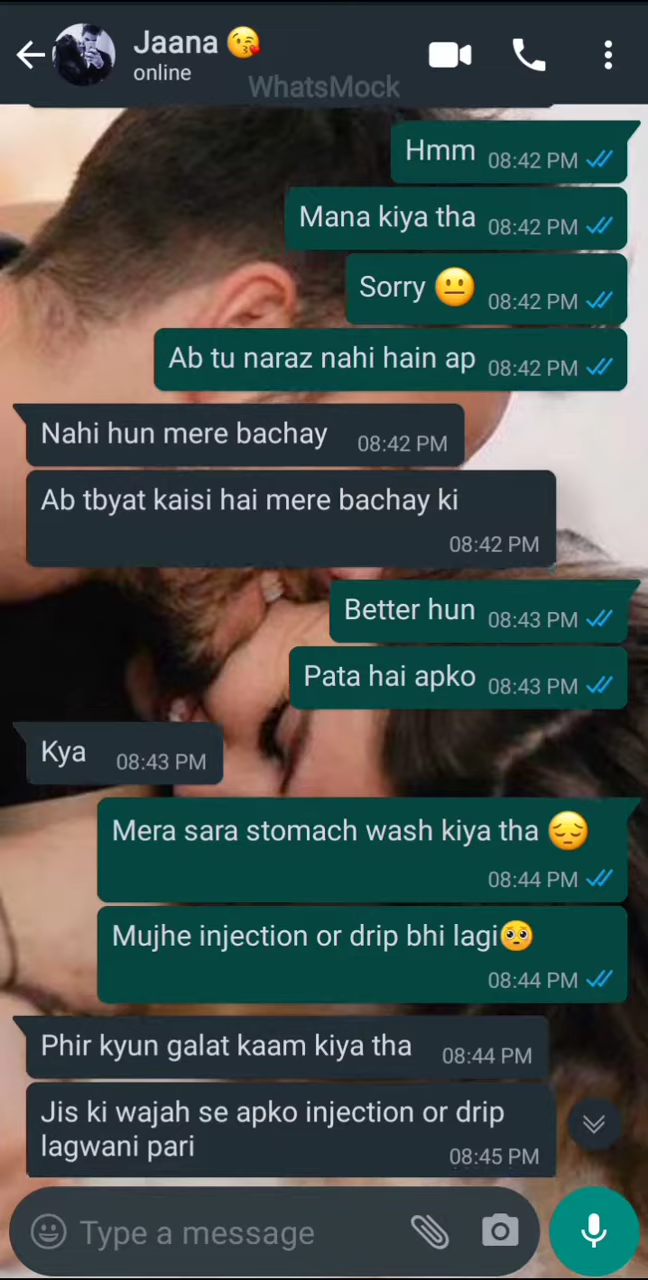 Jaana 😘
online
WhatsMock
Hmm 08:42 PM
Mana kiya tha 08:42 PM
Sorry 😐 08:42 PM
Ab tu naraz nahi hain ap 08:42 PM
Nahi hun mere bachay 08:42 PM
Ab tbyat kaisi hai mere bachay ki
08:42 PM
Better hun 08:43 PM
Pata hai apko 08:43 PM
Kya 08:43 PM
Mera sara stomach wash kiya tha 😔
08:44 PM
Mujhe injection or drip bhi lagi🥺
08:44 PM
Phir kyun galat kaam kiya tha 08:44 PM
Jis ki wajah se apko injection or drip
lagwani pari 08:45 PM
Type a message